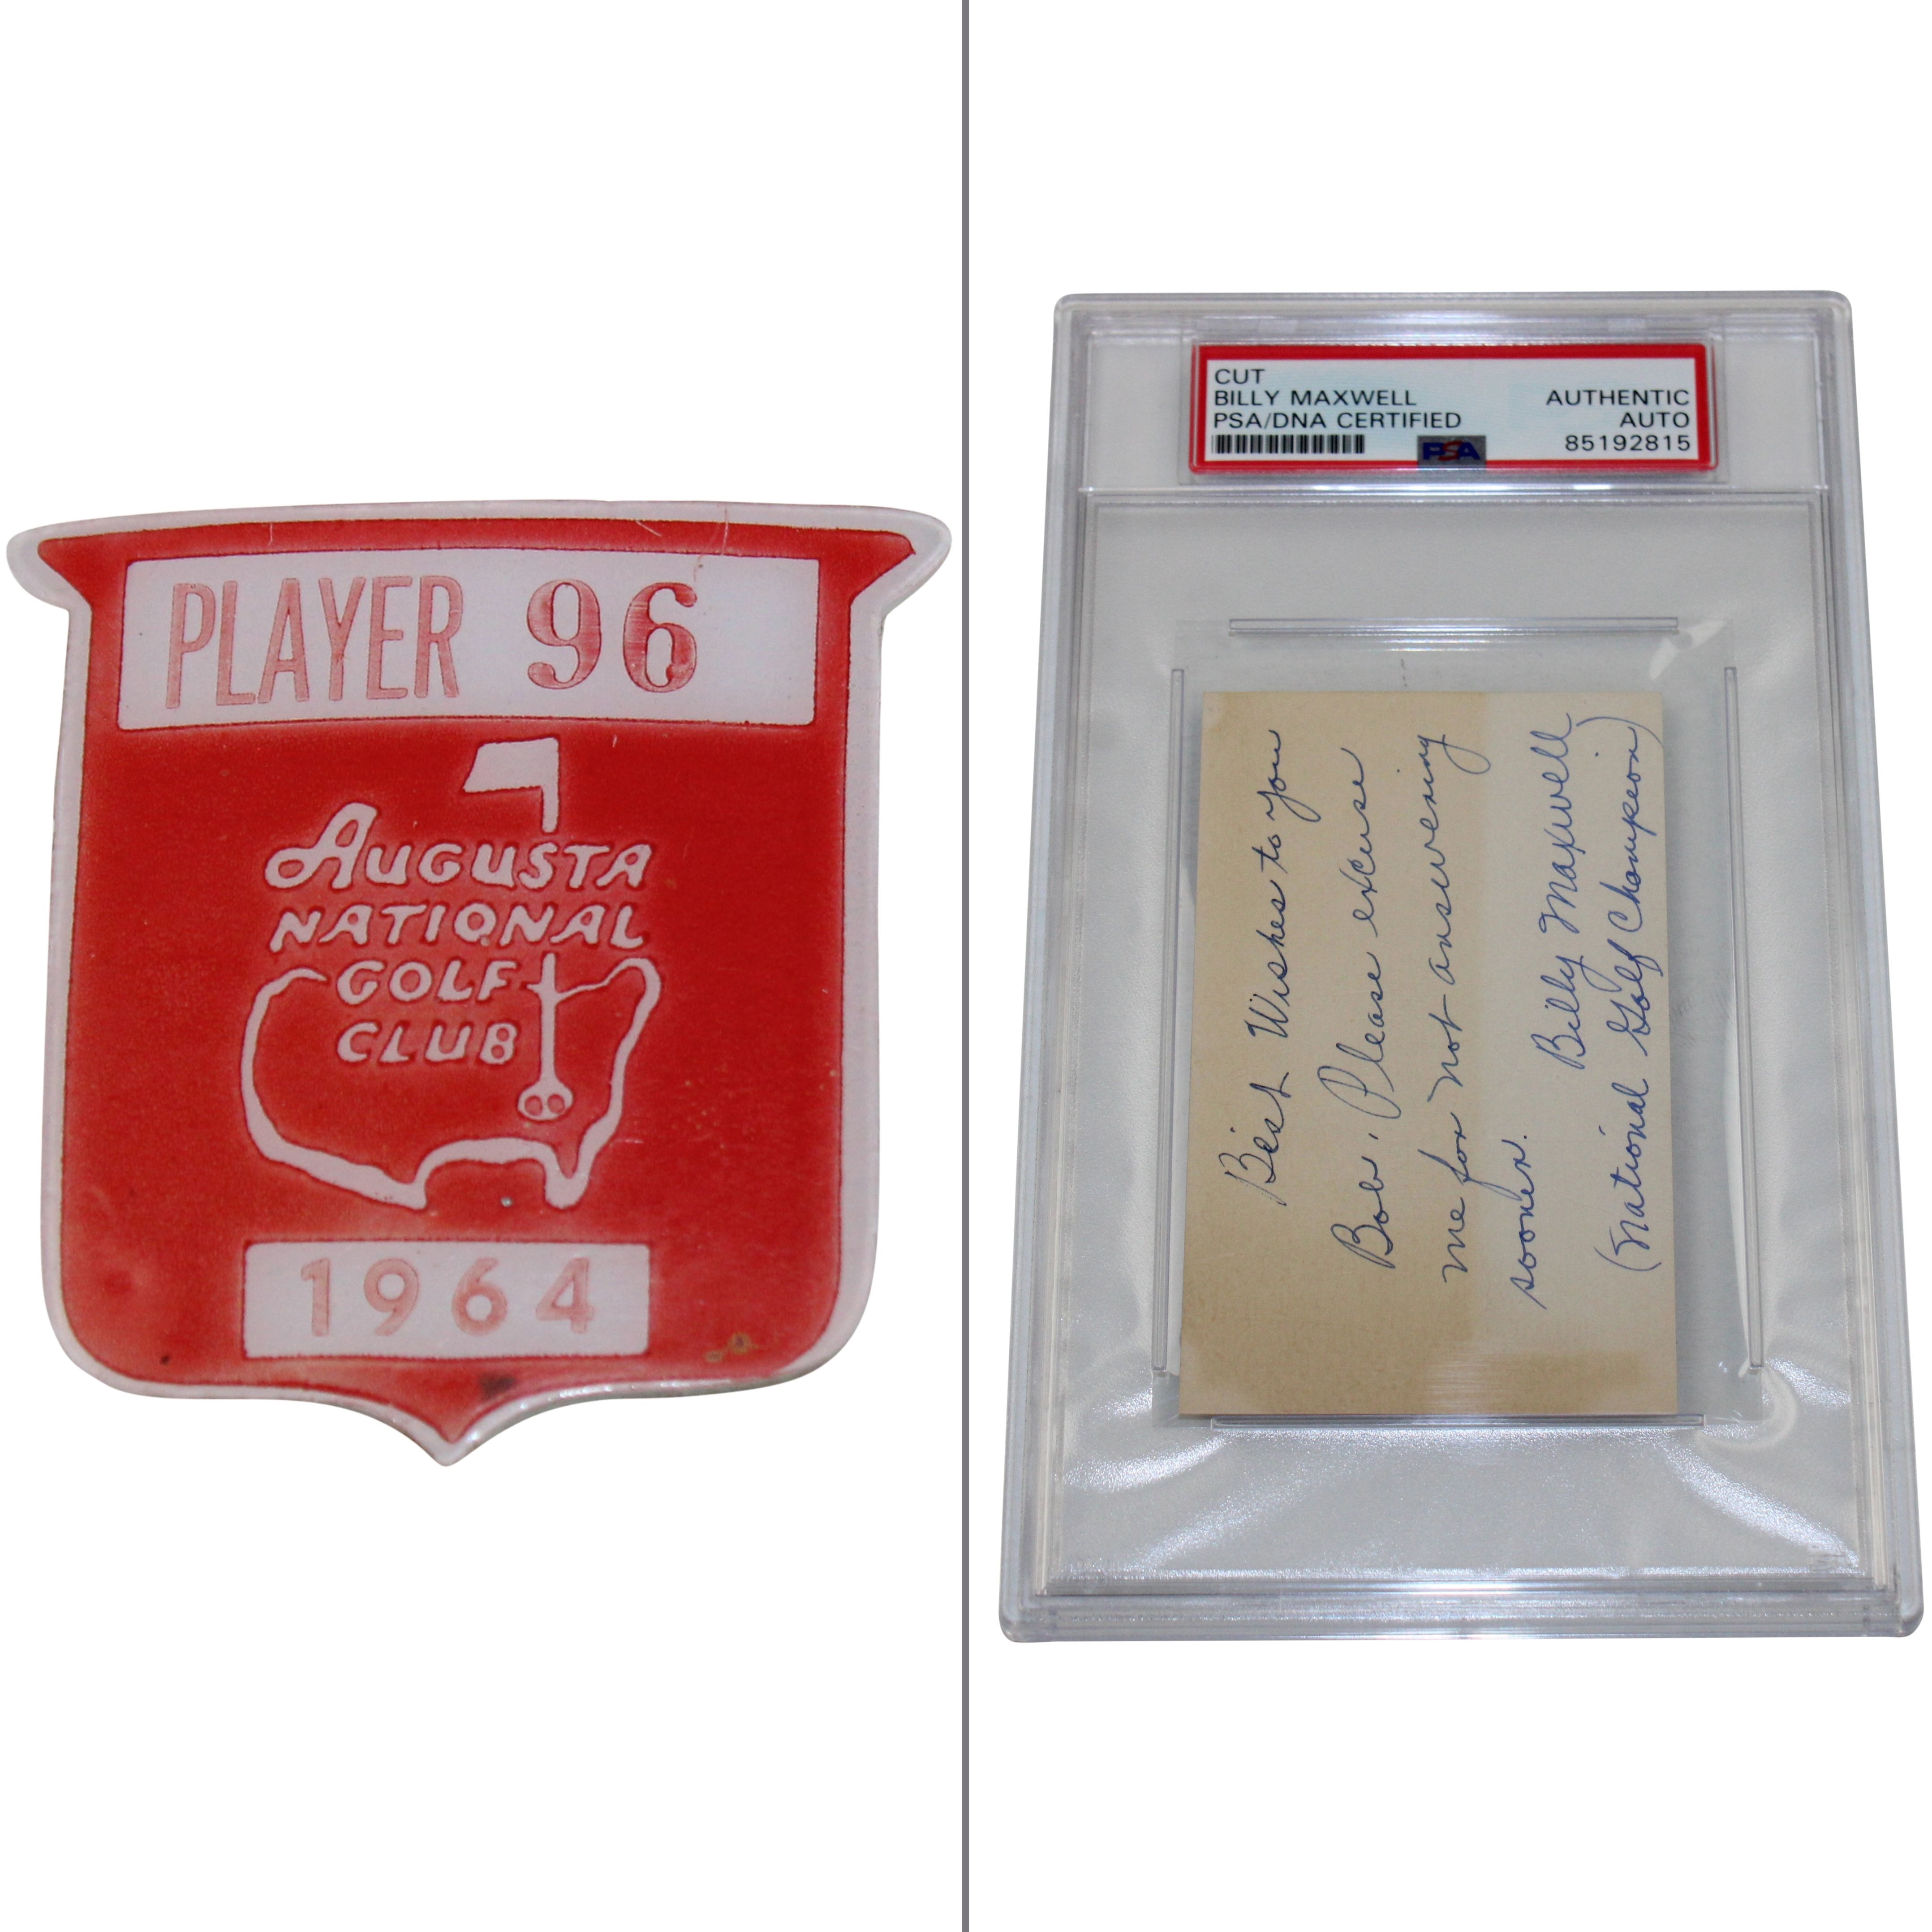 PLAYER 96
AUGUSTA
NATIONAL
GOLF
CLUB
1964
CUT
BILLY MAXWELL
PSA/DNA CERTIFIED
AUTHENTIC
AUTO
85192815
PSA
Best Wishes to you
Bob. Please excuse
me for not answering
sooner.
Billy Maxwell
(National Golf Champion)